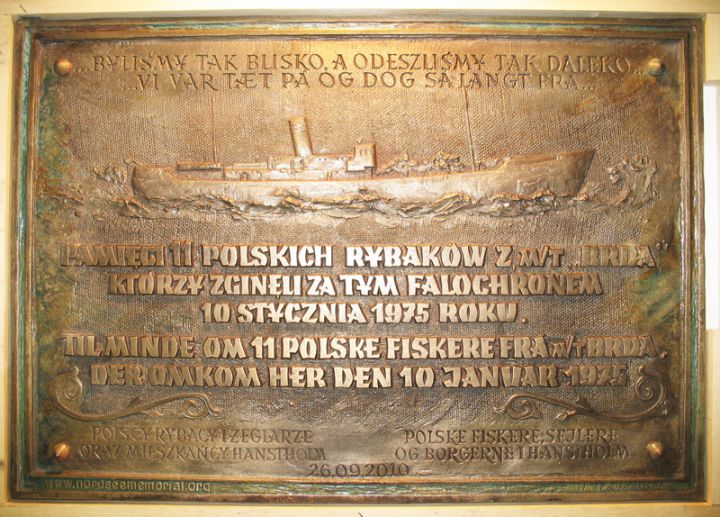 ...BYLIŚMY TAK BLISKO, A ODESZLIŚMY TAK DALEKO...
...VI VAR TÆT PÅ OG DOG SÅ LANGT FRA...
PAMIĘCI 11 POLSKICH RYBAKÓW Z m/t „BRDA”
KTÓRZY ZGINĘLI ZA TYM FALOCHRONEM
10 STYCZNIA 1975 ROKU.
TIL MINDE OM 11 POLSKE FISKERE FRA m/t BRDA,
DER OMKOM HER DEN 10 JANUAR 1975
POLSCY RYBACY I ŻEGLARZE
ORAZ MIESZKAŃCY HANSTHOLM
POLSKE FISKERE, SEJLERE
OG BORGERNE I HANSTHOLM
26.09.2010
www.nordseememorial.org